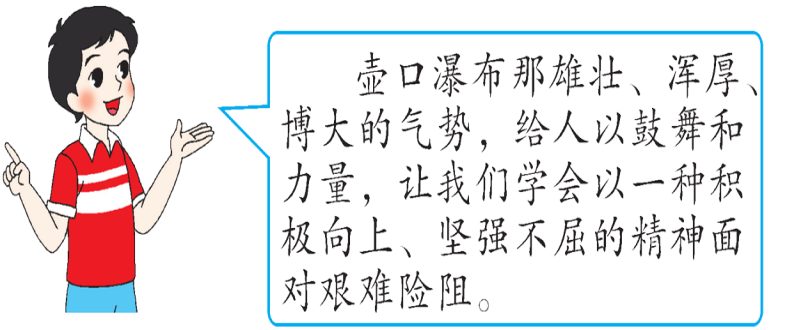 壶口瀑布那雄壮、浑厚、
博大的气势，给人以鼓舞和
力量，让我们学会以一种积
极向上、坚强不屈的精神面
对艰难险阻。